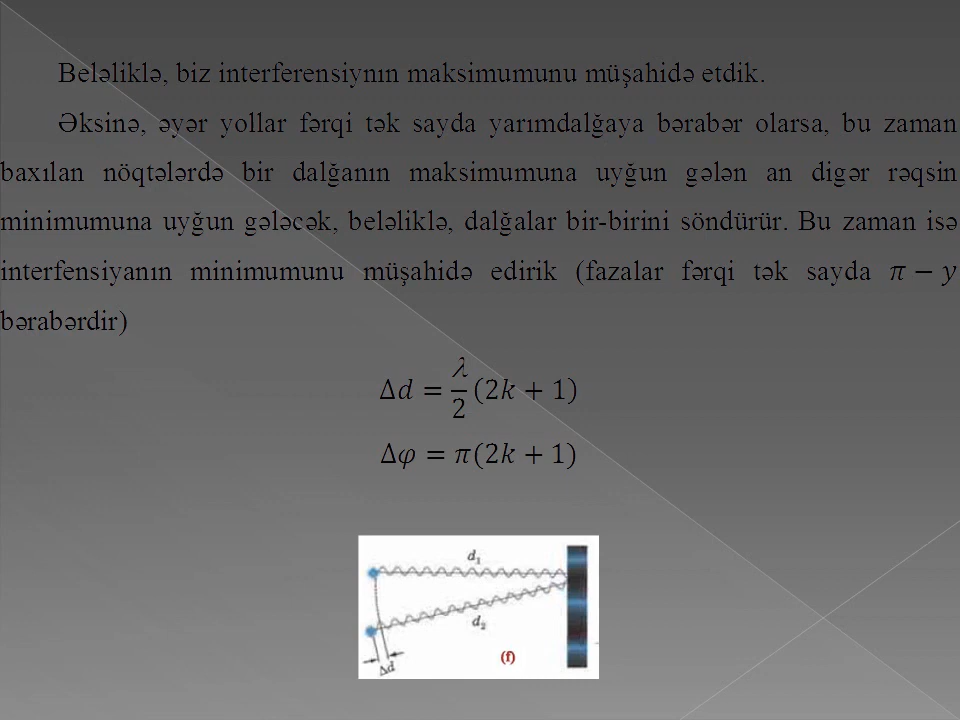 Beləliklə, biz interferensiynın maksimumunu müşahidə etdik.
Əksinə, əyər yollar fərqi tək sayda yarımdalğaya bərabər olarsa, bu zaman
baxılan nöqtələrdə bir dalğanın maksimumuna uyğun gələn an digər rəqsin
minimumuna uyğun gələcək, beləliklə, dalğalar bir-birini söndürür. Bu zaman isə
interfensiyanın minimumunu müşahidə edirik (fazalar fərqi tək sayda π − y
bərabərdir)
Δd = λ/2 (2k + 1)
Δφ = π(2k + 1)
d₁
d₂
Δd
(f)